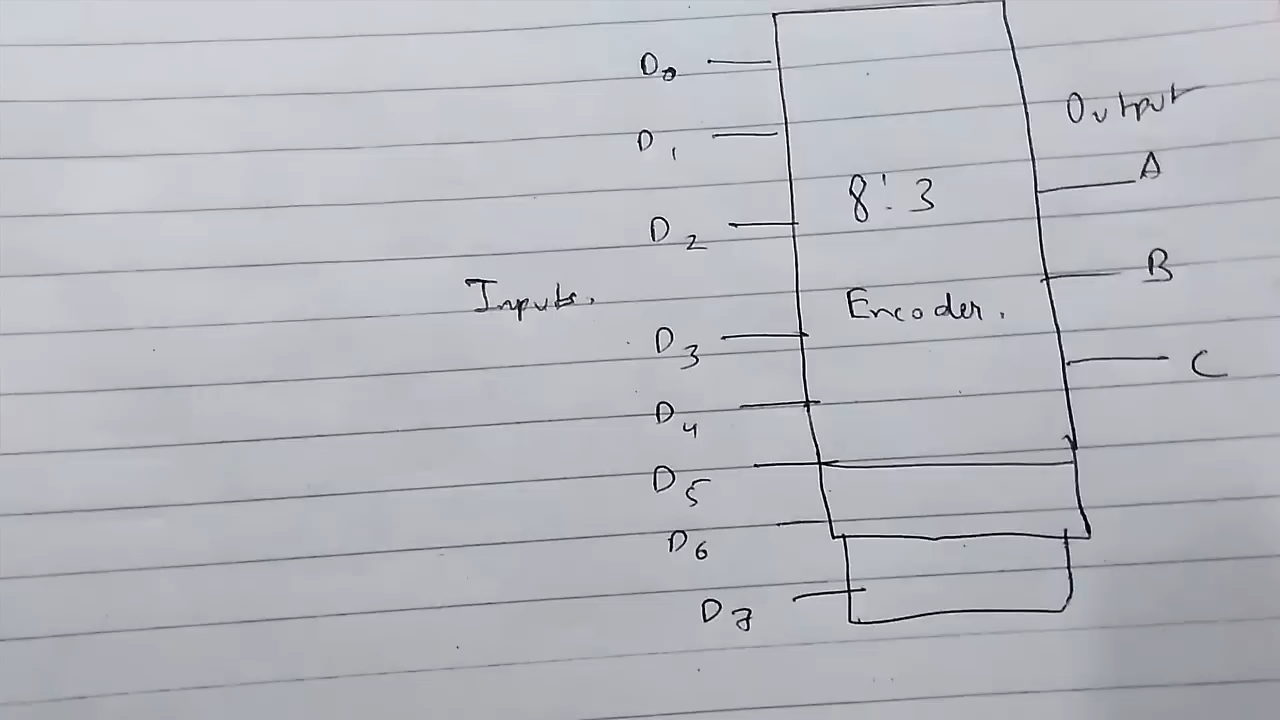 D0
D1
Output
A
8:3
D2
B
Inputs.
Encoder.
D3
C
D4
D5
D6
D7